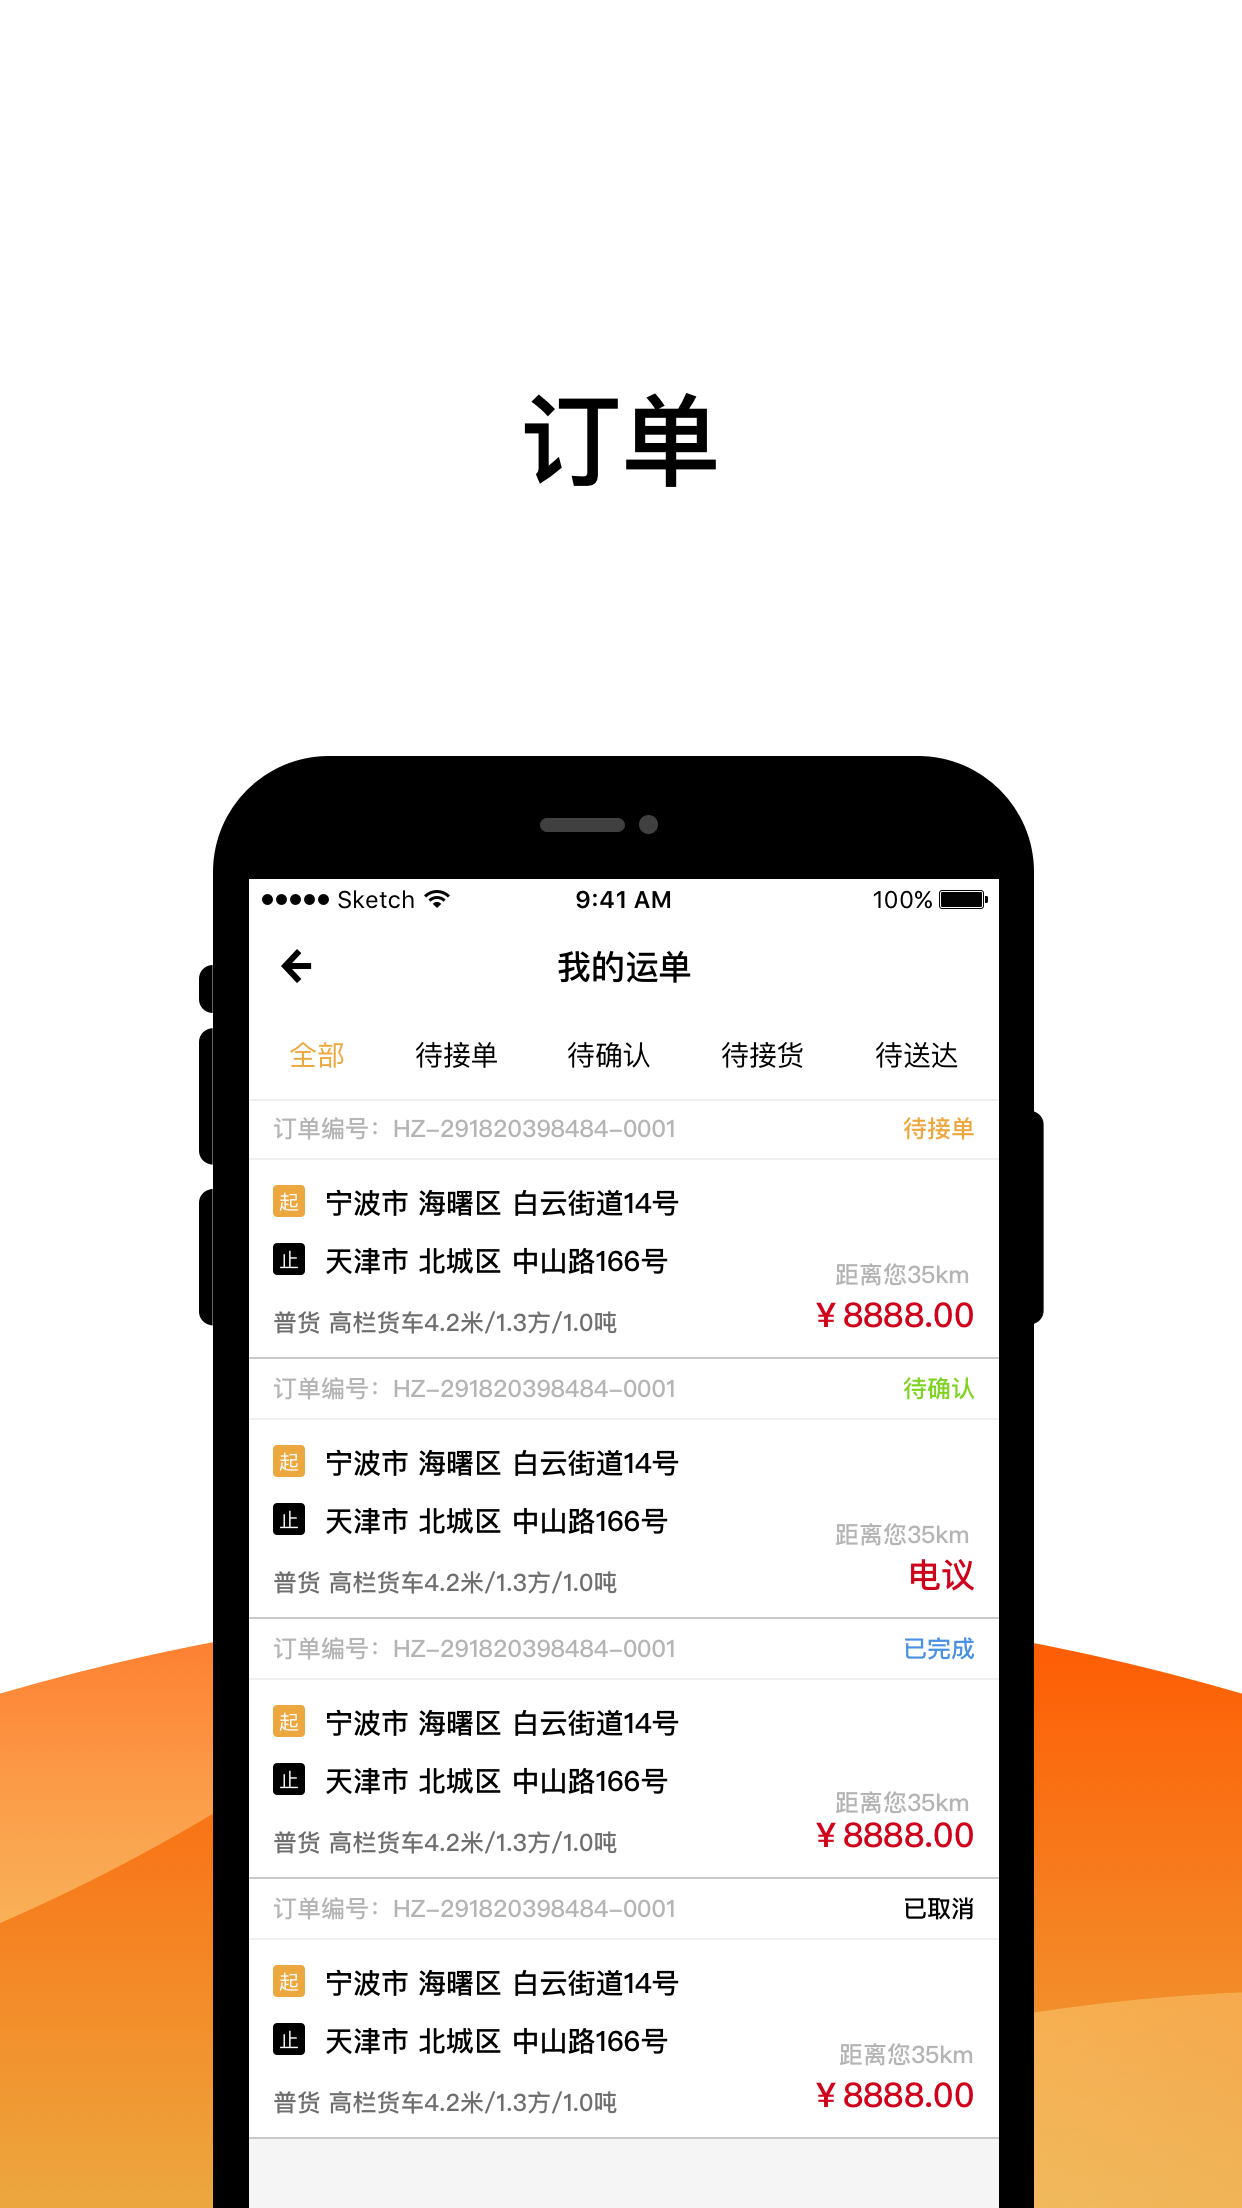 订单
Sketch 9:41 AM 100%
我的运单
全部 待接单 待确认 待接货 待送达
订单编号：HZ-291820398484-0001 待接单
起 宁波市 海曙区 白云街道14号
止 天津市 北城区 中山路166号
距离您35km
普货 高栏货车4.2米/1.3方/1.0吨 ¥8888.00
订单编号：HZ-291820398484-0001 待确认
起 宁波市 海曙区 白云街道14号
止 天津市 北城区 中山路166号
距离您35km
普货 高栏货车4.2米/1.3方/1.0吨 电议
订单编号：HZ-291820398484-0001 已完成
起 宁波市 海曙区 白云街道14号
止 天津市 北城区 中山路166号
距离您35km
普货 高栏货车4.2米/1.3方/1.0吨 ¥8888.00
订单编号：HZ-291820398484-0001 已取消
起 宁波市 海曙区 白云街道14号
止 天津市 北城区 中山路166号
距离您35km
普货 高栏货车4.2米/1.3方/1.0吨 ¥8888.00